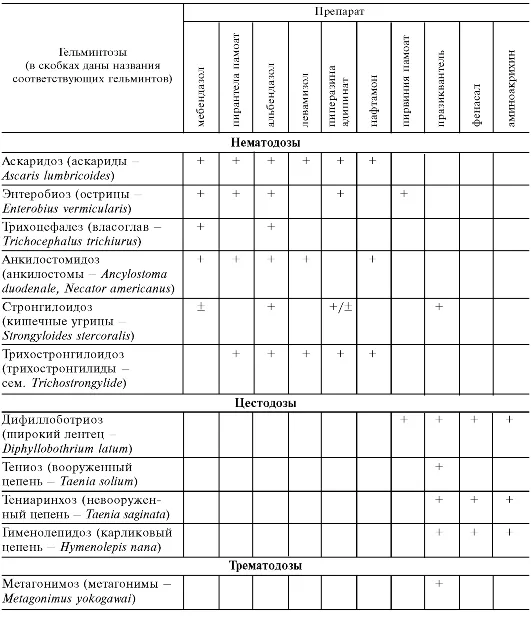 Гельминтозы
(в скобках даны названия
соответствующих гельминтов)
Препарат
мебендазол
пирантела памоат
альбендазол
левамизол
пиперазина
адипинат
нафтамон
пирвиния памоат
празиквантель
фенасад
аминоакрихин
Нематодозы
Аскаридоз (аскариды –
Ascaris lumbricoides)
+ + + + + +
Энтеробиоз (острицы –
Enterobius vermicularis)
+ + + + +
Трихоцефалез (власоглав –
Trichocephalus trichiurus)
+ +
Анкилостомидоз
(анкилостомы – Ancylostoma
duodenale, Necator americanus)
+ + + + +
Стронгилоидоз
(кишечные угрицы –
Strongyloides stercoralis)
± + +/± +
Трихостронгилоидоз
(трихостронгилиды –
сем. Trichostrongylide)
+ + + + +
Цестодозы
Дифиллоботриоз
(широкий лентец –
Diphyllobothrium latum)
+ + + +
Тениоз (вооруженный
цепень – Taenia solium)
+
Тениаринхоз (невооружен-
ный цепень – Taenia saginata)
+ + +
Гименолепидоз (карликовый
цепень – Hymenolepis nana)
+ + +
Трематодозы
Метагонимоз (метагонимы –
Metagonimus yokogawai)
+